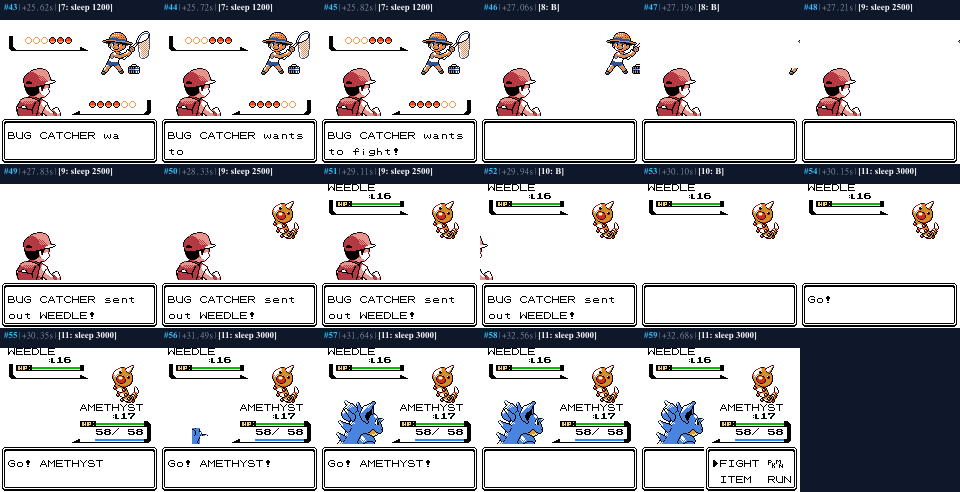 #43 | +25.62s | [7: sleep 1200]
BUG CATCHER wa
#44 | +25.72s | [7: sleep 1200]
BUG CATCHER wants
to
#45 | +25.82s | [7: sleep 1200]
BUG CATCHER wants
to fight!
#46 | +27.06s | [8: B]
#47 | +27.19s | [8: B]
#48 | +27.21s | [9: sleep 2500]
#49 | +27.83s | [9: sleep 2500]
BUG CATCHER sent
out WEEDLE!
#50 | +28.33s | [9: sleep 2500]
BUG CATCHER sent
out WEEDLE!
#51 | +29.11s | [9: sleep 2500]
WEEDLE
:L16
HP:
BUG CATCHER sent
out WEEDLE!
#52 | +29.94s | [10: B]
WEEDLE
:L16
HP:
BUG CATCHER sent
out WEEDLE!
#53 | +30.10s | [10: B]
WEEDLE
:L16
HP:
#54 | +30.15s | [11: sleep 3000]
WEEDLE
:L16
HP:
Go!
#55 | +30.35s | [11: sleep 3000]
WEEDLE
:L16
HP:
AMETHYST
:L17
HP:
58/ 58
Go! AMETHYST
#56 | +31.49s | [11: sleep 3000]
WEEDLE
:L16
HP:
AMETHYST
:L17
HP:
58/ 58
Go! AMETHYST!
#57 | +31.64s | [11: sleep 3000]
WEEDLE
:L16
HP:
AMETHYST
:L17
HP:
58/ 58
Go! AMETHYST!
#58 | +32.56s | [11: sleep 3000]
WEEDLE
:L16
HP:
AMETHYST
:L17
HP:
58/ 58
#59 | +32.68s | [11: sleep 3000]
WEEDLE
:L16
HP:
AMETHYST
:L17
HP:
58/ 58
▶FIGHT PKMN
ITEM RUN